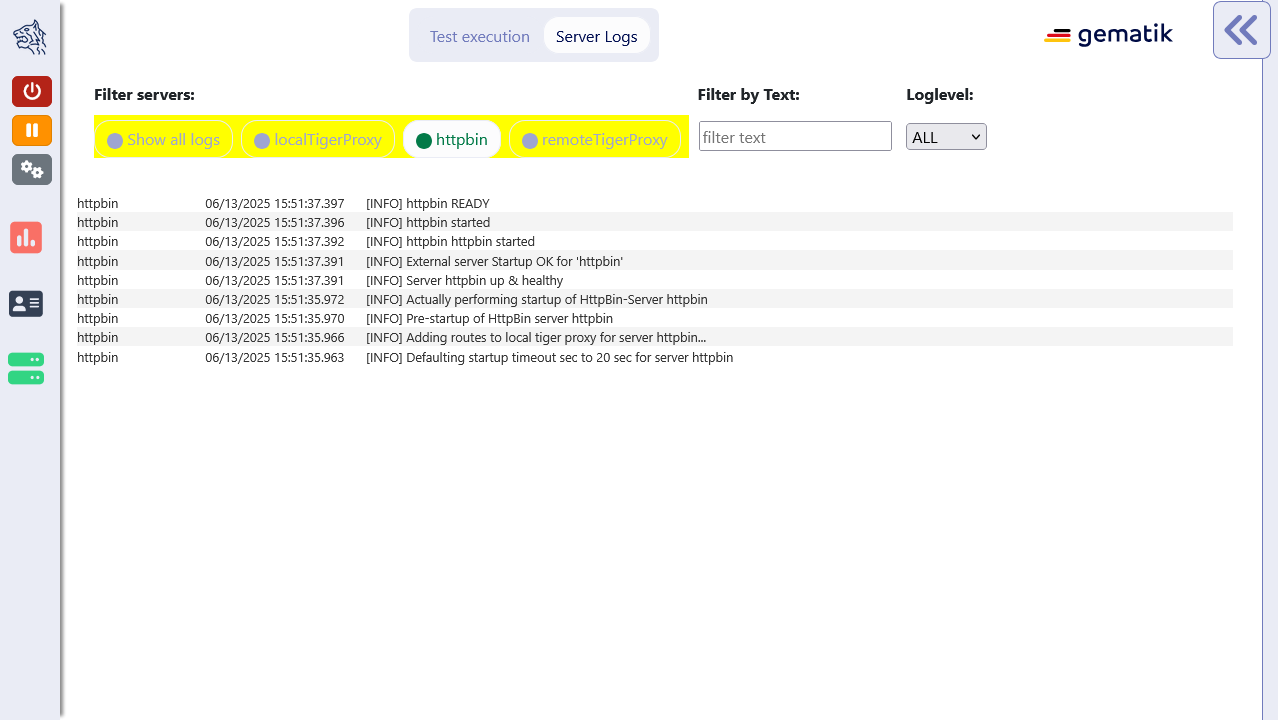 Test execution Server Logs
gematik
Filter servers: Filter by Text: Loglevel:
Show all logs localTigerProxy httpbin remoteTigerProxy filter text ALL
httpbin 06/13/2025 15:51:37.397 [INFO] httpbin READY
httpbin 06/13/2025 15:51:37.396 [INFO] httpbin started
httpbin 06/13/2025 15:51:37.392 [INFO] httpbin httpbin started
httpbin 06/13/2025 15:51:37.391 [INFO] External server Startup OK for 'httpbin'
httpbin 06/13/2025 15:51:37.391 [INFO] Server httpbin up & healthy
httpbin 06/13/2025 15:51:35.972 [INFO] Actually performing startup of HttpBin-Server httpbin
httpbin 06/13/2025 15:51:35.970 [INFO] Pre-startup of HttpBin server httpbin
httpbin 06/13/2025 15:51:35.966 [INFO] Adding routes to local tiger proxy for server httpbin...
httpbin 06/13/2025 15:51:35.963 [INFO] Defaulting startup timeout sec to 20 sec for server httpbin